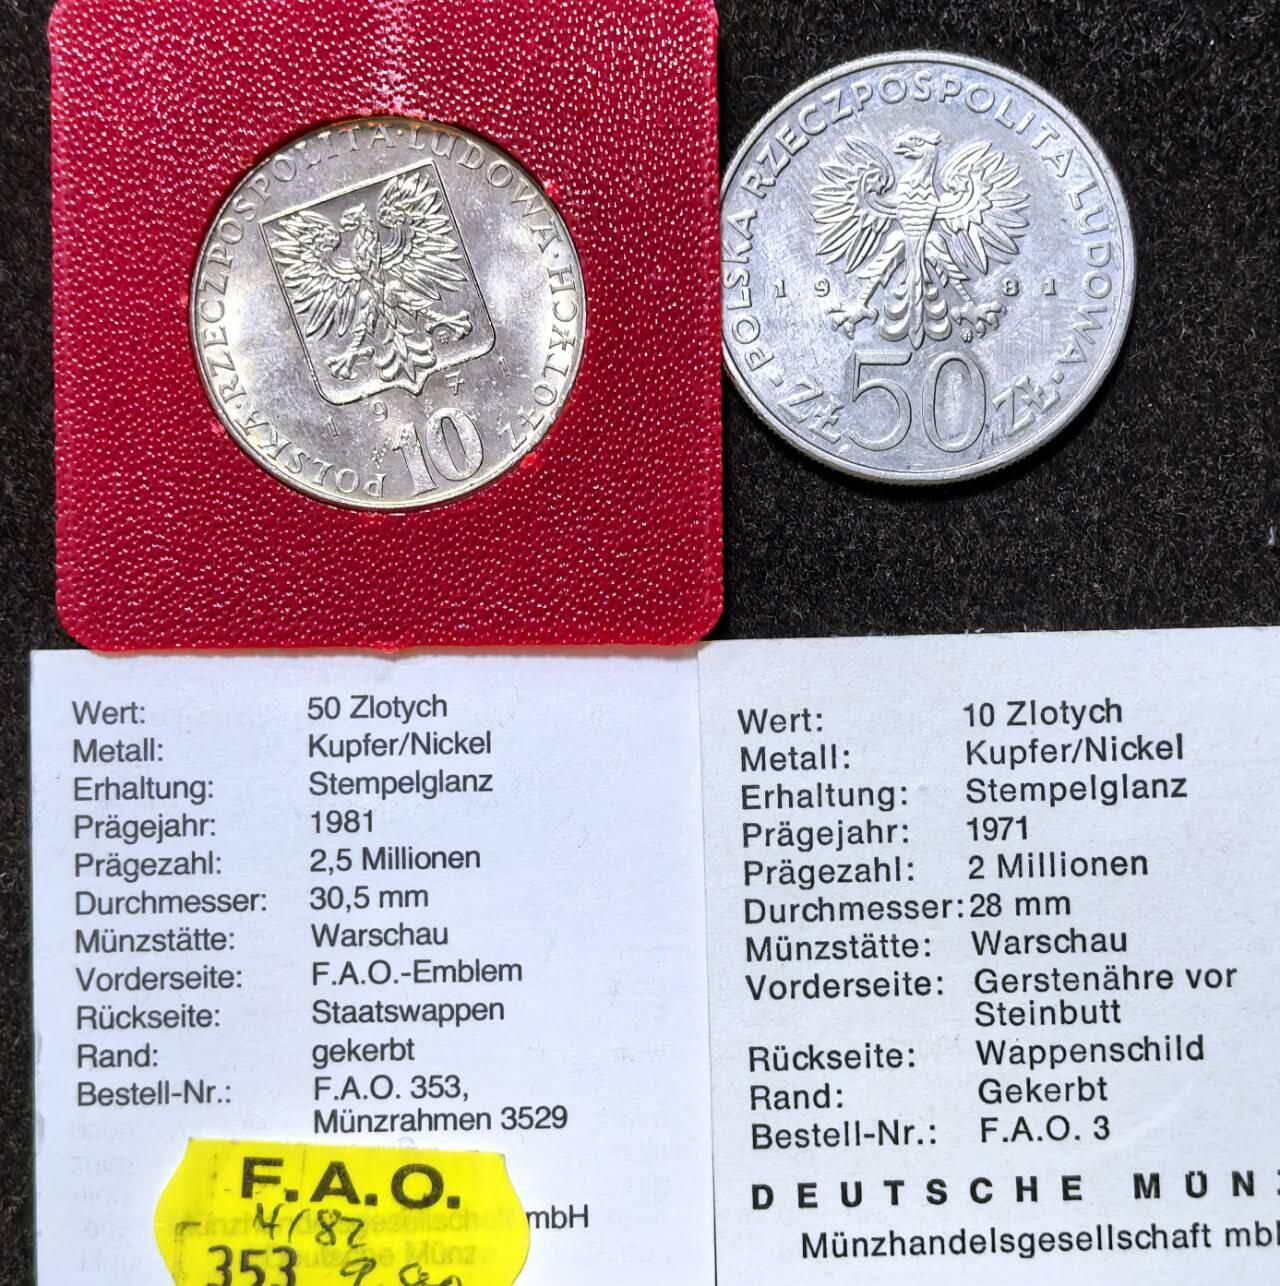 POLSKA·RZECZPOSPOLITA·LUDOWA·
ZŁOTYCH
1971
10
·POLSKA RZECZPOSPOLITA·LUDOWA·
1981
ZŁ 50 ZŁ
Wert: 50 Zlotych
Metall: Kupfer/Nickel
Erhaltung: Stempelglanz
Prägejahr: 1981
Prägezahl: 2,5 Millionen
Durchmesser: 30,5 mm
Münzstätte: Warschau
Vorderseite: F.A.O.-Emblem
Rückseite: Staatswappen
Rand: gekerbt
Bestell-Nr.: F.A.O. 353,
Münzrahmen 3529
F.A.O.
4/82
Münzhandelsgesellschaft mbH
Deutsche Münze
353
Wert: 10 Zlotych
Metall: Kupfer/Nickel
Erhaltung: Stempelglanz
Prägejahr: 1971
Prägezahl: 2 Millionen
Durchmesser: 28 mm
Münzstätte: Warschau
Vorderseite: Gerstenähre vor
Steinbutt
Rückseite: Wappenschild
Rand: Gekerbt
Bestell-Nr.: F.A.O. 3
DEUTSCHE MÜN
Münzhandelsgesellschaft mb